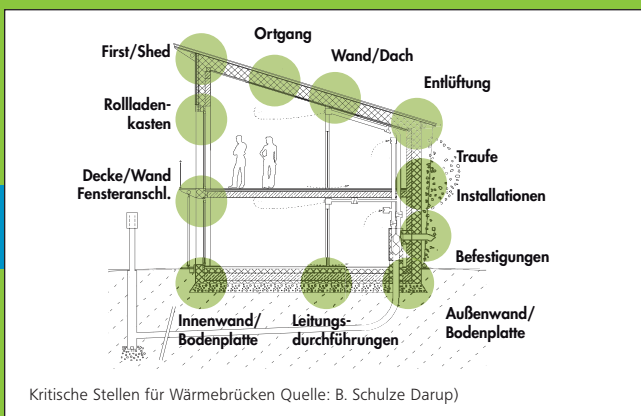 Ortgang
First/Shed
Wand/Dach
Entlüftung
Rollladen-
kasten
Traufe
Decke/Wand
Fensteranschl.
Installationen
Befestigungen
Innenwand/
Bodenplatte
Leitungs-
durchführungen
Außenwand/
Bodenplatte
Kritische Stellen für Wärmebrücken Quelle: B. Schulze Darup)